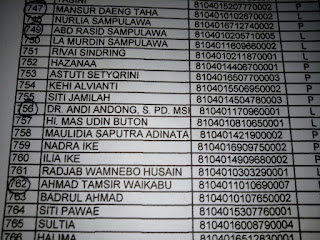 747 MANSUR DAENG TAHA 8104015207770002 P
748 NURLIA SAMPULAWA 8104016712740002
749 ABD RASID SAMPULAWA 8104010205710005 L
750 LA MURDIN SAMPULAWA 8104011609660002 L
751 RIVAI SINDRING 8104011210820001 L
752 HAZANAA 8104014406700001 P
753 ASTUTI SETYQRINI 8104016507700003 P
754 KEHI ALVIANTI 8104015506950002 P
755 SITI JAMILAH 8104014504780003 P
756 DR. ANDI ANDONG, S. PD. MSI 8104011709600001 L
757 HI. MAS UDIN BUTON 8104010810580001 L
758 MAULIDIA SAPUTRA ADINATA 8104011421900002 P
759 NADRA IKE 8104016909750002 P
760 ILIA IKE 8104014909680002 P
761 RADJAB WAMNEBO HUSAIN 8104010303290001 L
762 AHMAD TAMSIR WAIKABU 8104011010690007 L
763 BADRUL AHMAD 8104010107650002
764 SITI PAWAE 8104015307760001
765 SULTIA 8104016008790004
766 HALIMA